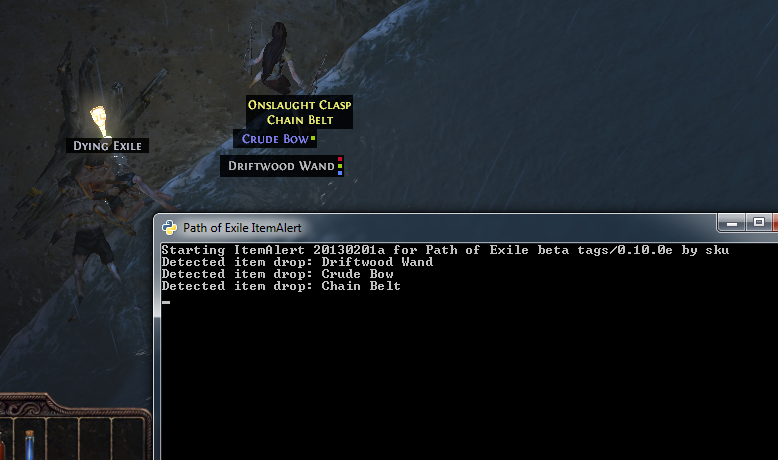 Onslaught Clasp
Chain Belt
Crude Bow
Dying Exile
Driftwood Wand
Path of Exile ItemAlert
Starting ItemAlert 20130201a for Path of Exile beta tags/0.10.0e by sku
Detected item drop: Driftwood Wand
Detected item drop: Crude Bow
Detected item drop: Chain Belt